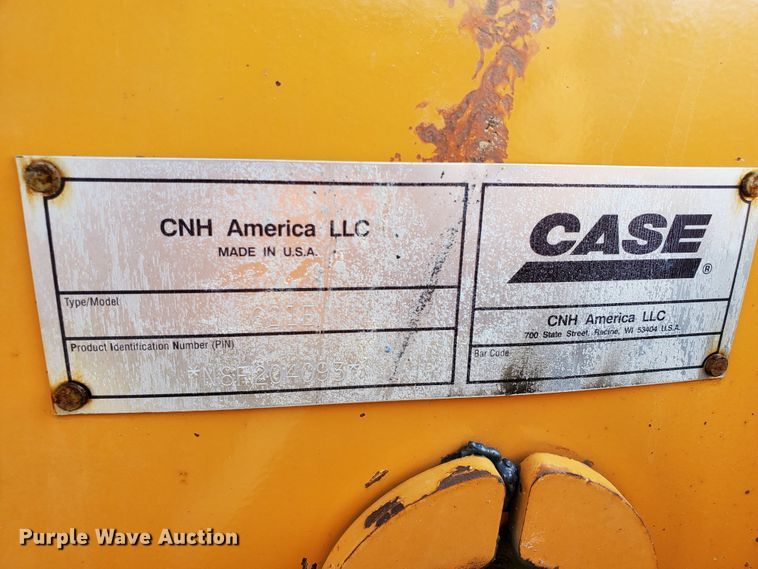 CNH America LLC
MADE IN U.S.A.
Type/Model
Product Identification Number (PIN)
CASE®
CNH America LLC
700 State Street, Racine, WI 53404 U.S.A.
Bar Code
Purple Wave Auction